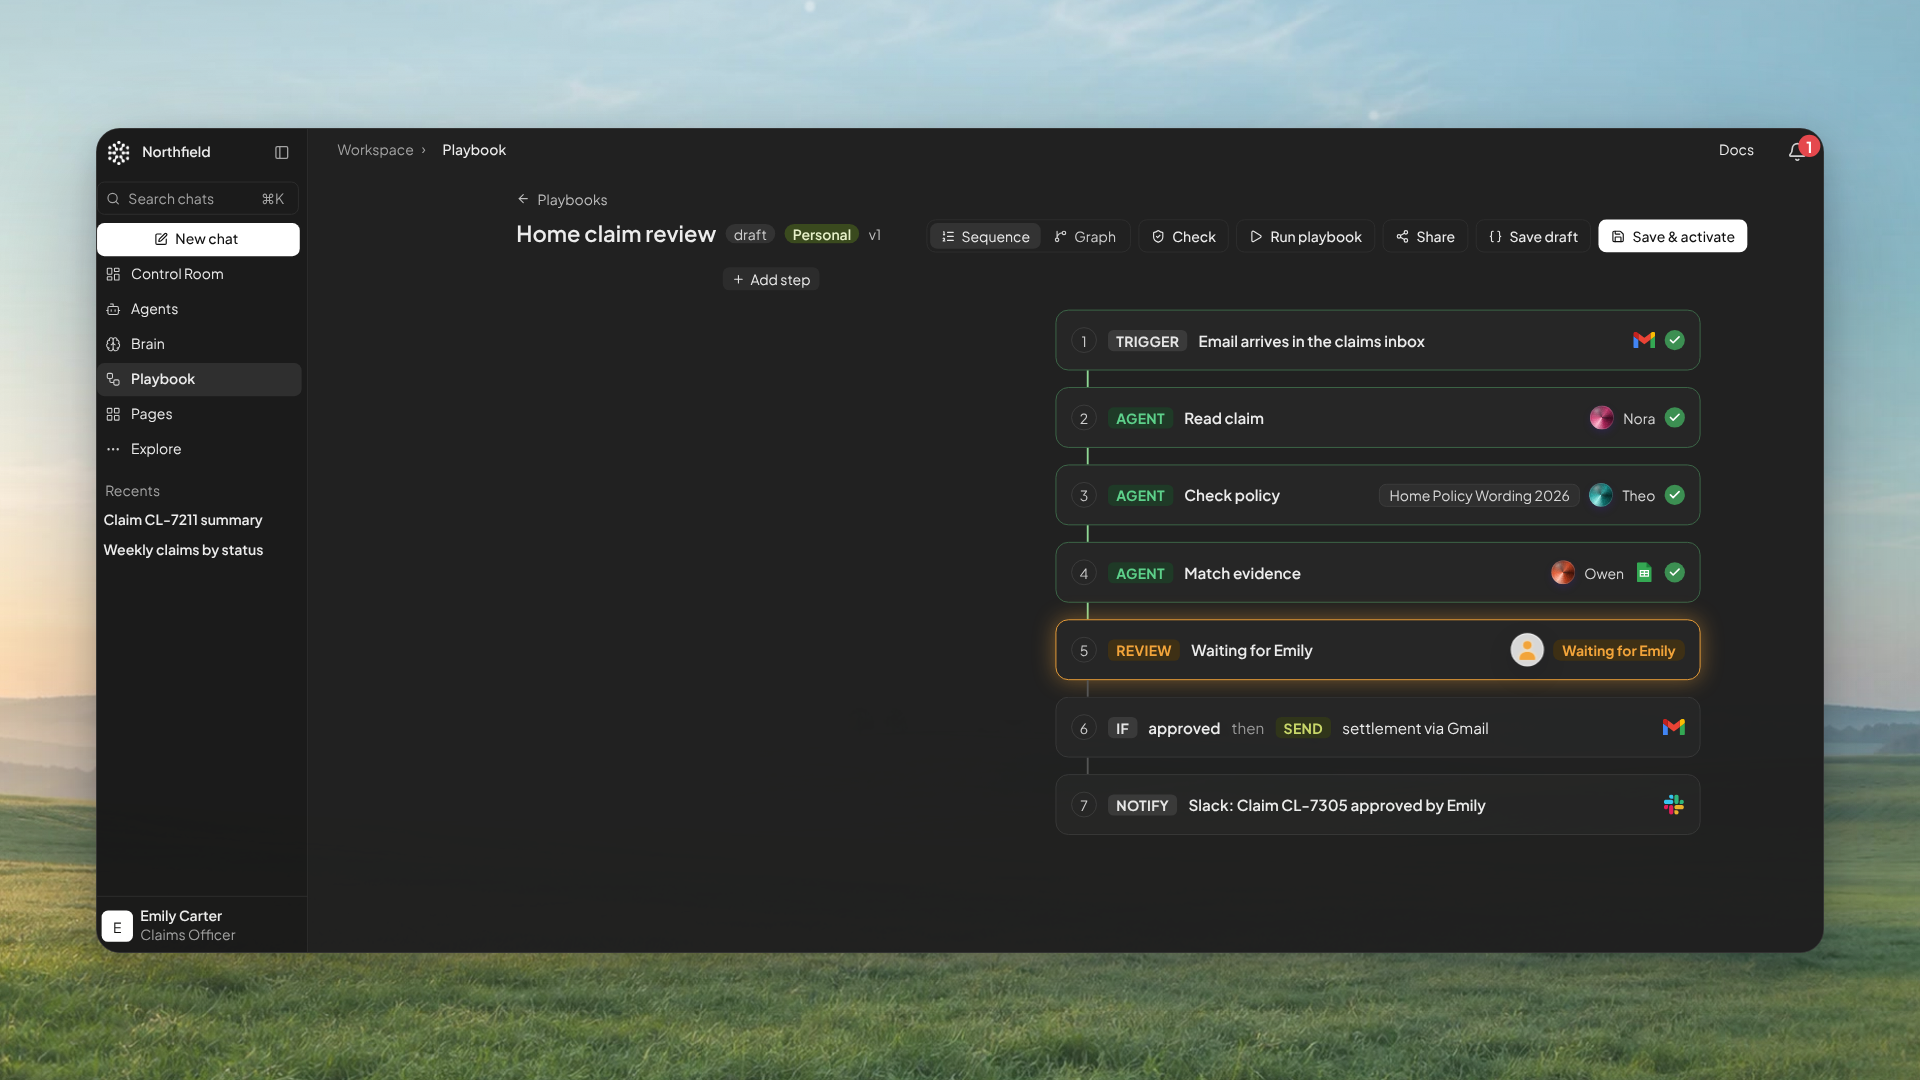 Northfield
Search chats ⌘K
New chat
Control Room
Agents
Brain
Playbook
Pages
Explore
Recents
Claim CL-7211 summary
Weekly claims by status
E
Emily Carter
Claims Officer
Workspace › Playbook
Docs
1
← Playbooks
Home claim review draft Personal v1
Sequence Graph Check Run playbook Share Save draft Save & activate
+ Add step
1 TRIGGER Email arrives in the claims inbox
2 AGENT Read claim Nora
3 AGENT Check policy Home Policy Wording 2026 Theo
4 AGENT Match evidence Owen
5 REVIEW Waiting for Emily Waiting for Emily
6 IF approved then SEND settlement via Gmail
7 NOTIFY Slack: Claim CL-7305 approved by Emily